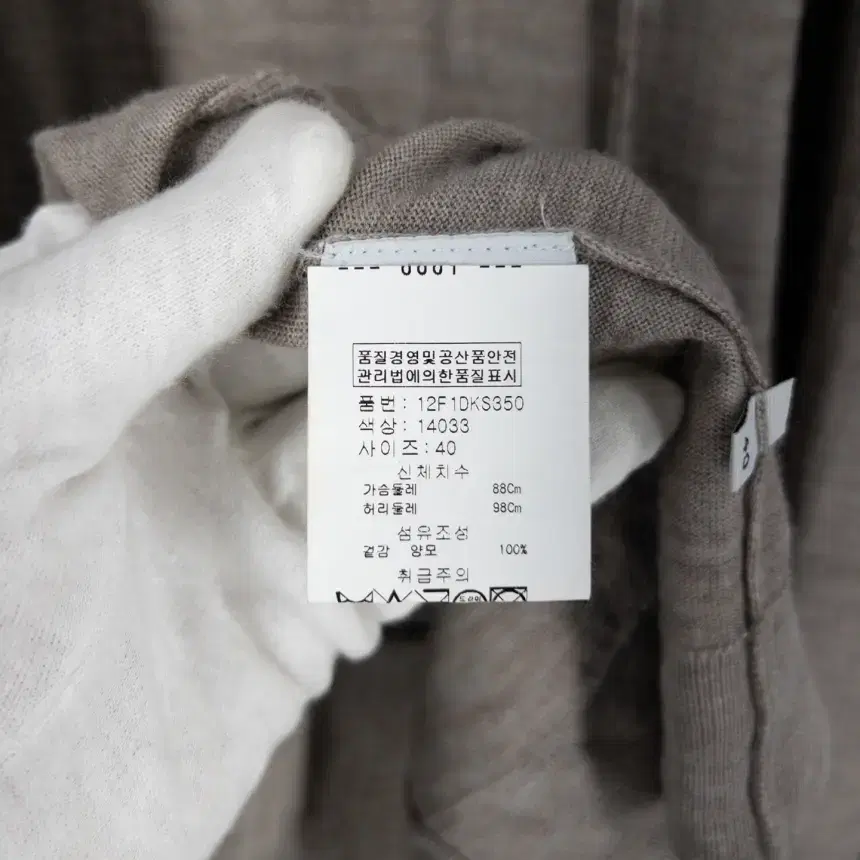 --- 0001 ---
품질경영및공산품안전
관리법에의한품질표시
품번: 12F1DKS350
색상: 14033
사이즈: 40
신체치수
가슴둘레 88Cm
허리둘레 98Cm
섬유조성
겉감 양모 100%
취급주의
40